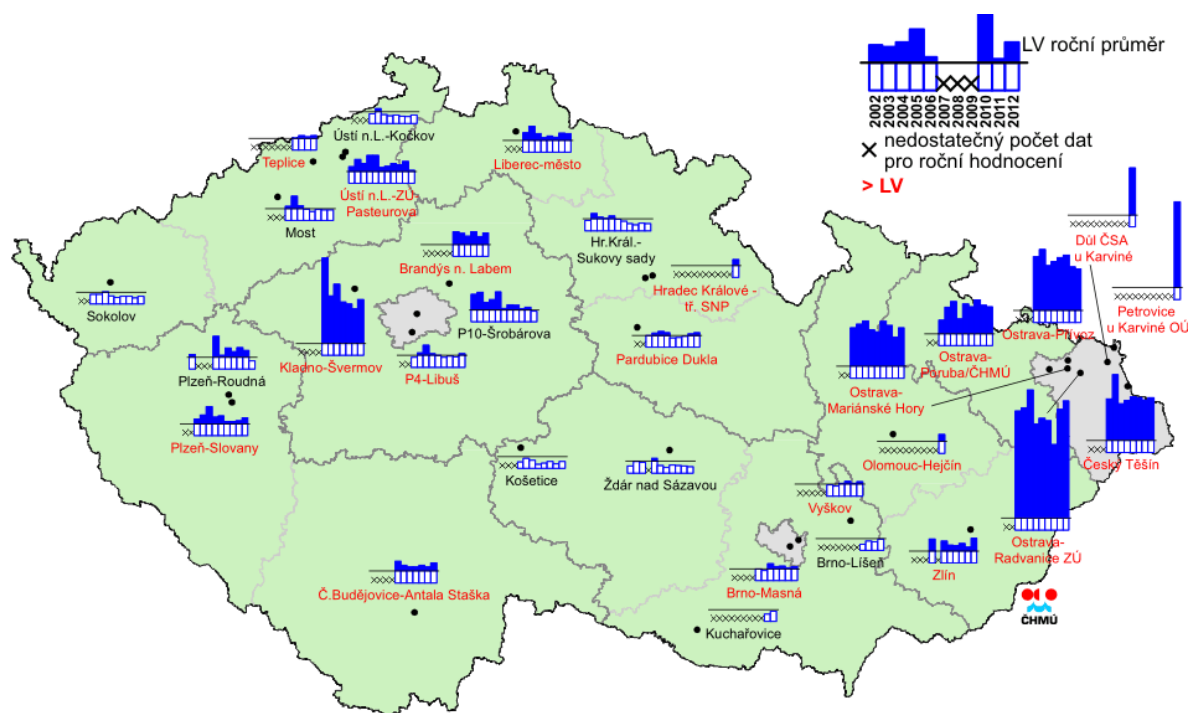 LV roční průměr
2002
2003
2004
2005
2006
2007
2008
2009
2010
2011
2012
nedostatečný počet dat
pro roční hodnocení
> LV
Ústí n.L.-Kočkov
Teplice
Liberec-město
Ústí n.L.-ZÚ
Pasteurova
Most
Hr.Král.-
Sukovy sady
Důl ČSA
u Karviné
Brandýs n. Labem
Hradec Králové -
tř. SNP
Petrovice
u Karviné OÚ
Sokolov
P10-Šrobárova
Ostrava-Přívoz
Kladno-Švermov
Pardubice Dukla
Ostrava-
Poruba/ČHMÚ
Plzeň-Roudná
P4-Libuš
Ostrava-
Mariánské Hory
Plzeň-Slovany
Olomouc-Hejčín
Český Těšín
Košetice
Ždár nad Sázavou
Vyškov
Ostrava-
Radvanice ZÚ
Brno-Líšeň
Zlín
Č.Budějovice-Antala Staška
Brno-Masná
ČHMÚ
Kuchařovice